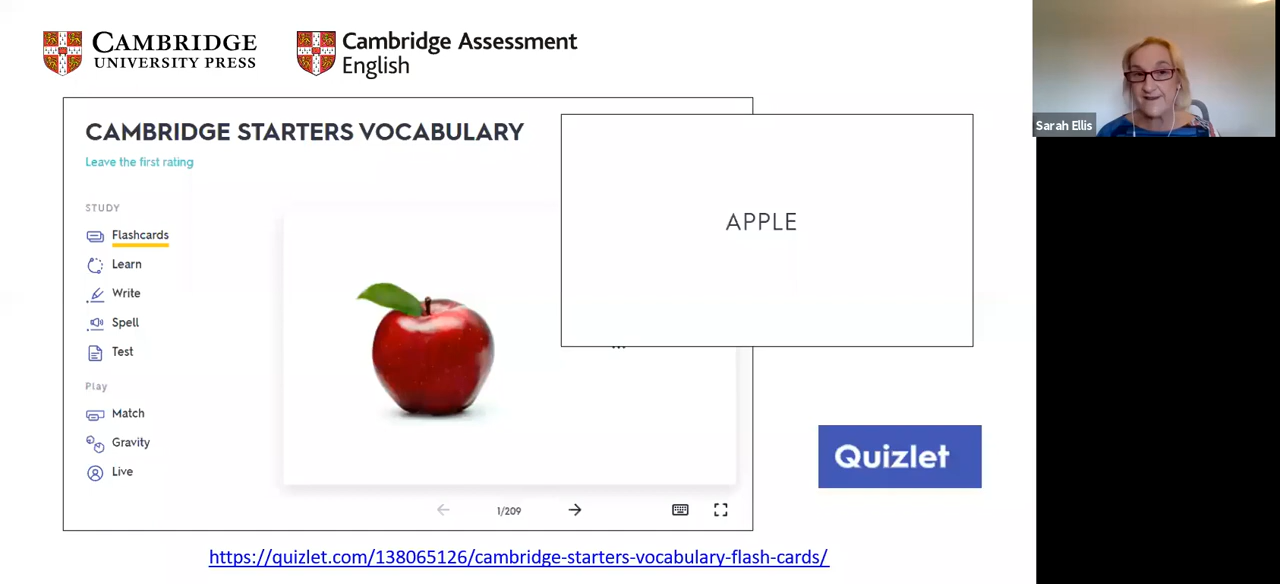 CAMBRIDGE
UNIVERSITY PRESS
Cambridge Assessment
English
Sarah Ellis
CAMBRIDGE STARTERS VOCABULARY
Leave the first rating
STUDY
Flashcards
Learn
Write
Spell
Test
Play
Match
Gravity
Live
APPLE
1/209
Quizlet
https://quizlet.com/138065126/cambridge-starters-vocabulary-flash-cards/